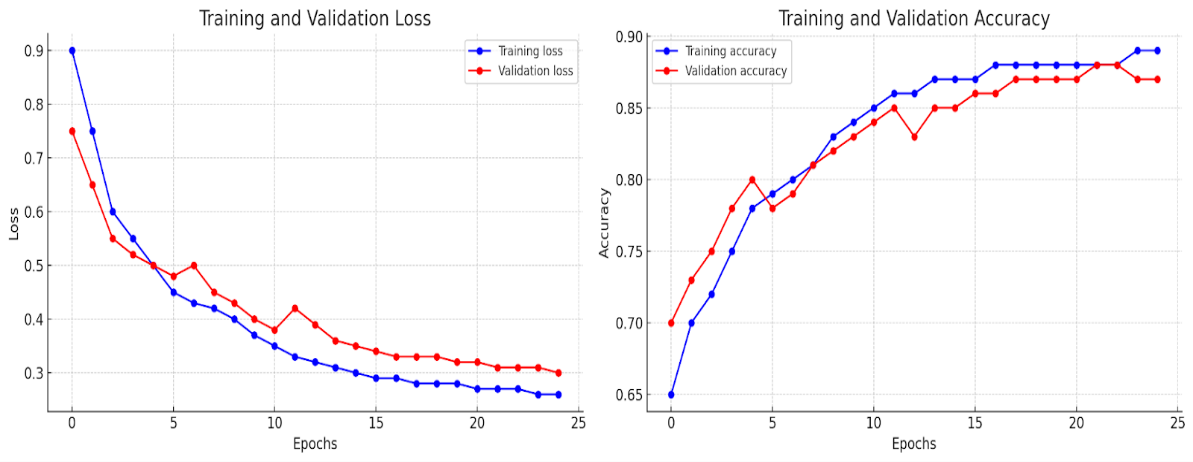 Training and Validation Loss
Training loss
Validation loss
Loss
0.9
0.8
0.7
0.6
0.5
0.4
0.3
0 5 10 15 20 25
Epochs
Training and Validation Accuracy
Training accuracy
Validation accuracy
Accuracy
0.90
0.85
0.80
0.75
0.70
0.65
0 5 10 15 20 25
Epochs